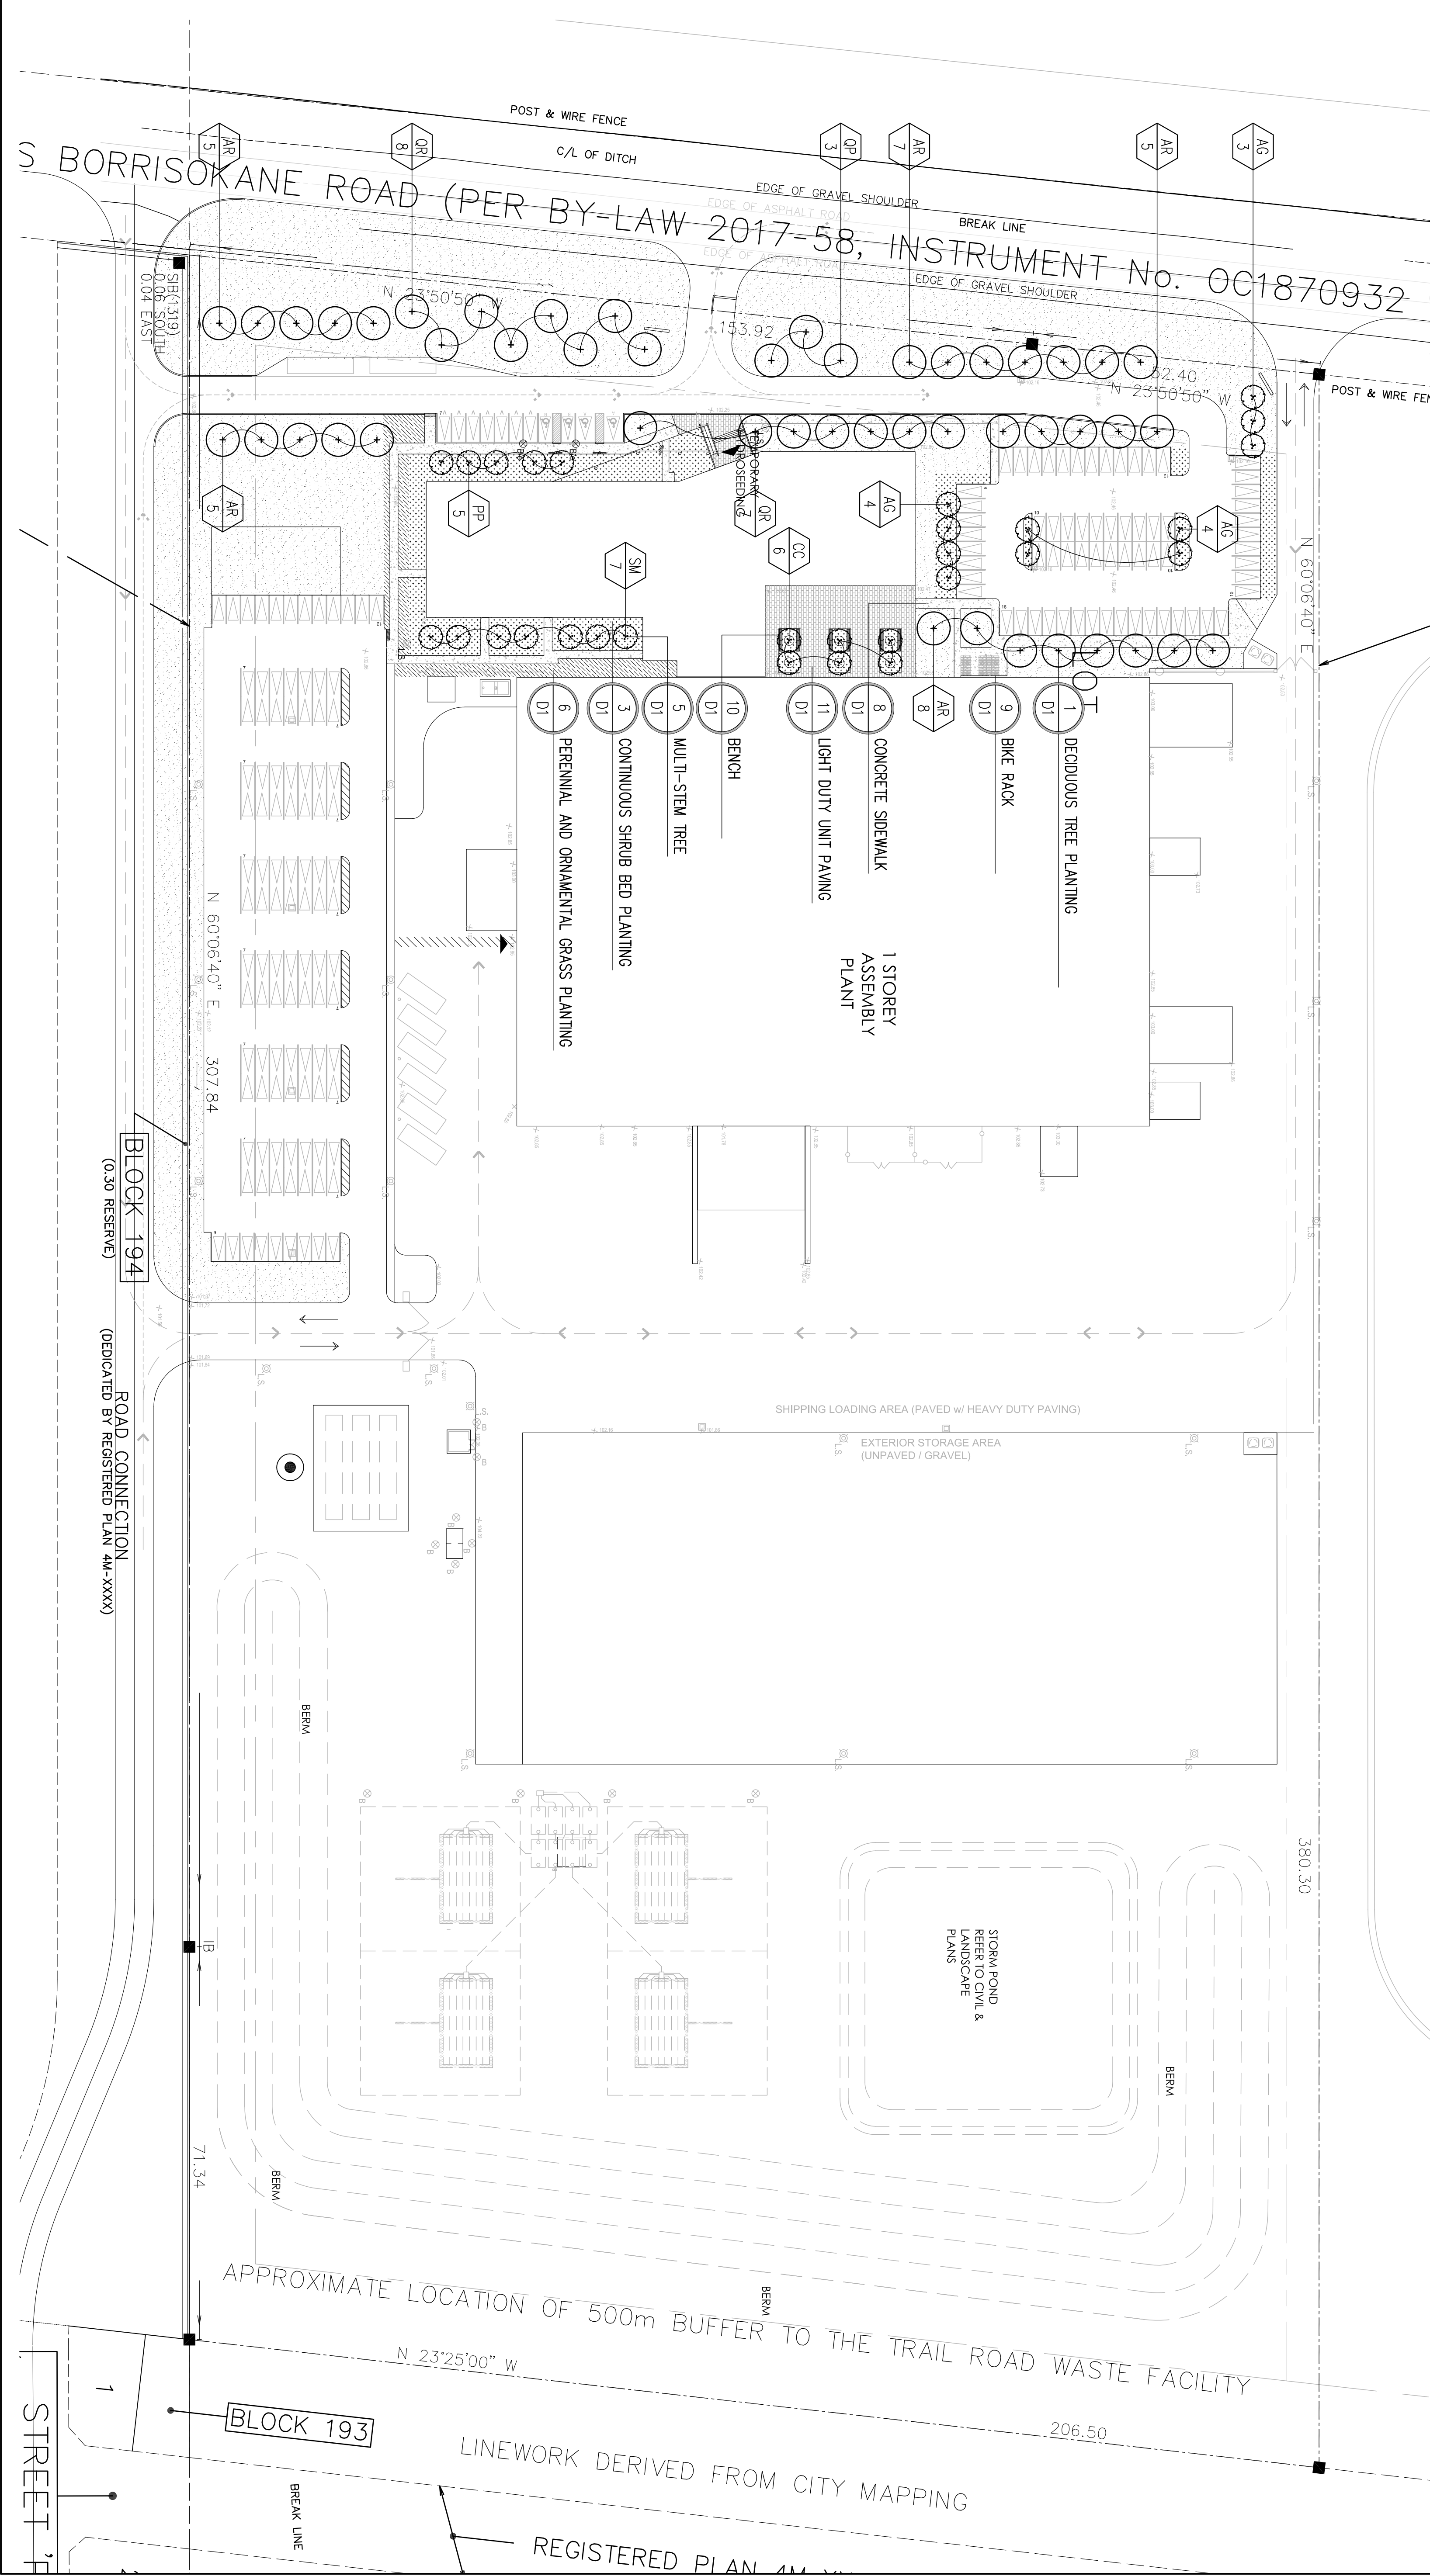 POST & WIRE FENCE
C/L OF DITCH
EDGE OF GRAVEL SHOULDER
EDGE OF ASPHALT ROAD
BREAK LINE
S BORRISOKANE ROAD (PER BY-LAW 2017-58, INSTRUMENT No. OC1870932
EDGE OF GRAVEL SHOULDER
POST & WIRE FEN
AR
5
QR
8
QP
3
AR
7
AR
5
AG
3
SIB(1319)
0.06 SOUTH
0.04 EAST
N 23°50'50" W
153.92
52.40
N 23°50'50" W
TEMPORARY
HYDROSEEDING
AR
5
PP
5
QR
7
AG
4
AG
4
CC
6
SM
7
AR
8
N 60°06'40" E
LOT
6
D1
PERENNIAL AND ORNAMENTAL GRASS PLANTING
3
D1
CONTINUOUS SHRUB BED PLANTING
5
D1
MULTI-STEM TREE
10
D1
BENCH
11
D1
LIGHT DUTY UNIT PAVING
8
D1
CONCRETE SIDEWALK
9
D1
BIKE RACK
1
D1
DECIDUOUS TREE PLANTING
1 STOREY
ASSEMBLY
PLANT
N 60°06'40" E
307.84
BLOCK 194
(0.30 RESERVE)
ROAD CONNECTION
(DEDICATED BY REGISTERED PLAN 4M-XXXX)
SHIPPING LOADING AREA (PAVED w/ HEAVY DUTY PAVING)
EXTERIOR STORAGE AREA
(UNPAVED / GRAVEL)
BERM
380.30
STORM POND
REFER TO CIVIL &
LANDSCAPE
PLANS
IB
BERM
BERM
BERM
71.34
APPROXIMATE LOCATION OF 500m BUFFER TO THE TRAIL ROAD WASTE FACILITY
N 23°25'00" W
206.50
1
BLOCK 193
LINEWORK DERIVED FROM CITY MAPPING
BREAK LINE
STREET 'F
REGISTERED PLAN 4M-